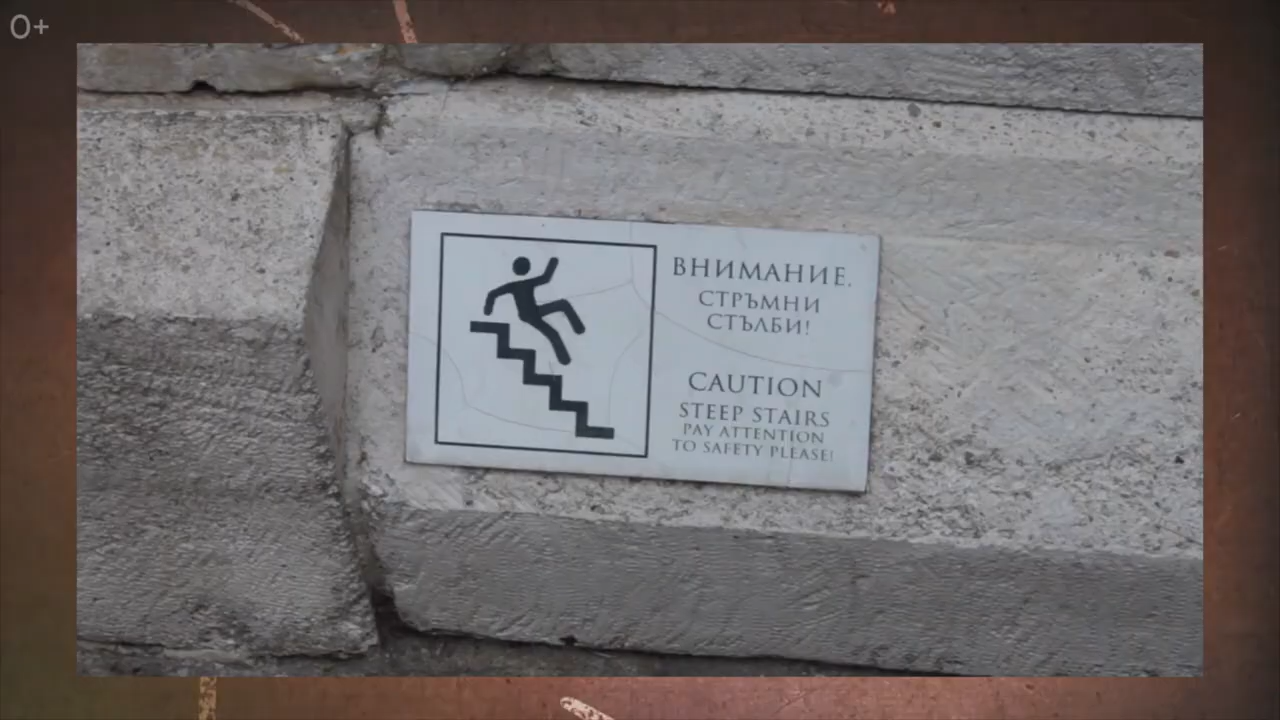 0+
ВНИМАНИЕ.
СТРЪМНИ
СТЪЛБИ!
CAUTION
STEEP STAIRS
PAY ATTENTION
TO SAFETY PLEASE!